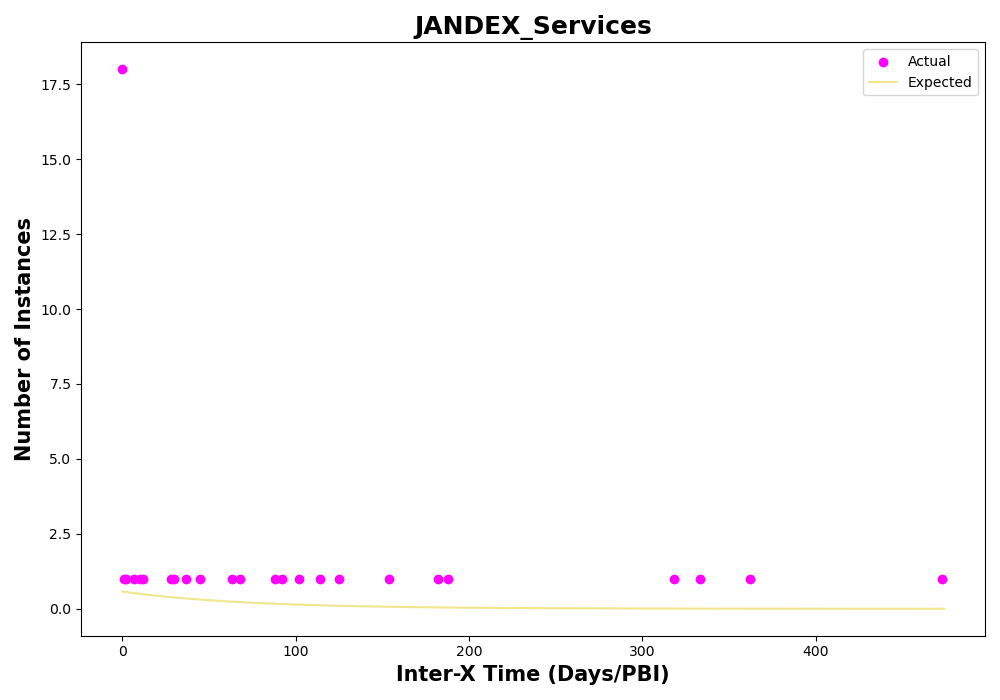 JANDEX_Services
Actual
Expected
17.5
15.0
12.5
10.0
7.5
5.0
2.5
0.0
Number of Instances
0
100
200
300
400
Inter-X Time (Days/PBI)